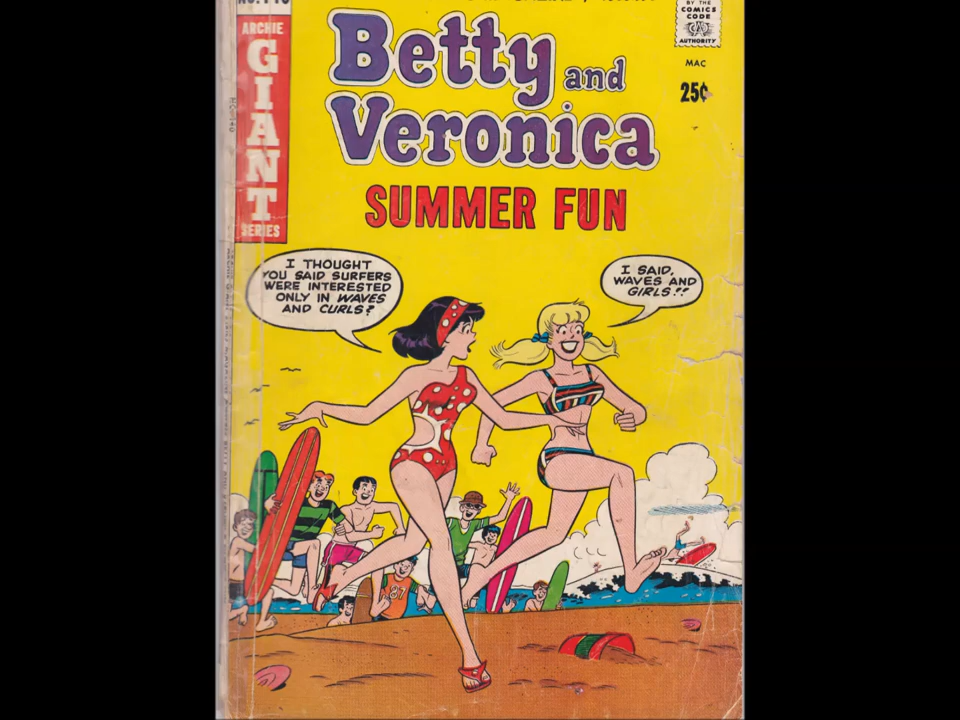 ARCHIE
GIANT
SERIES
BY THE
COMICS
CODE
AUTHORITY
MAC
25¢
Betty and
Veronica
SUMMER FUN
I THOUGHT
YOU SAID SURFERS
WERE INTERESTED
ONLY IN WAVES
AND CURLS?
I SAID,
WAVES AND
GIRLS!!